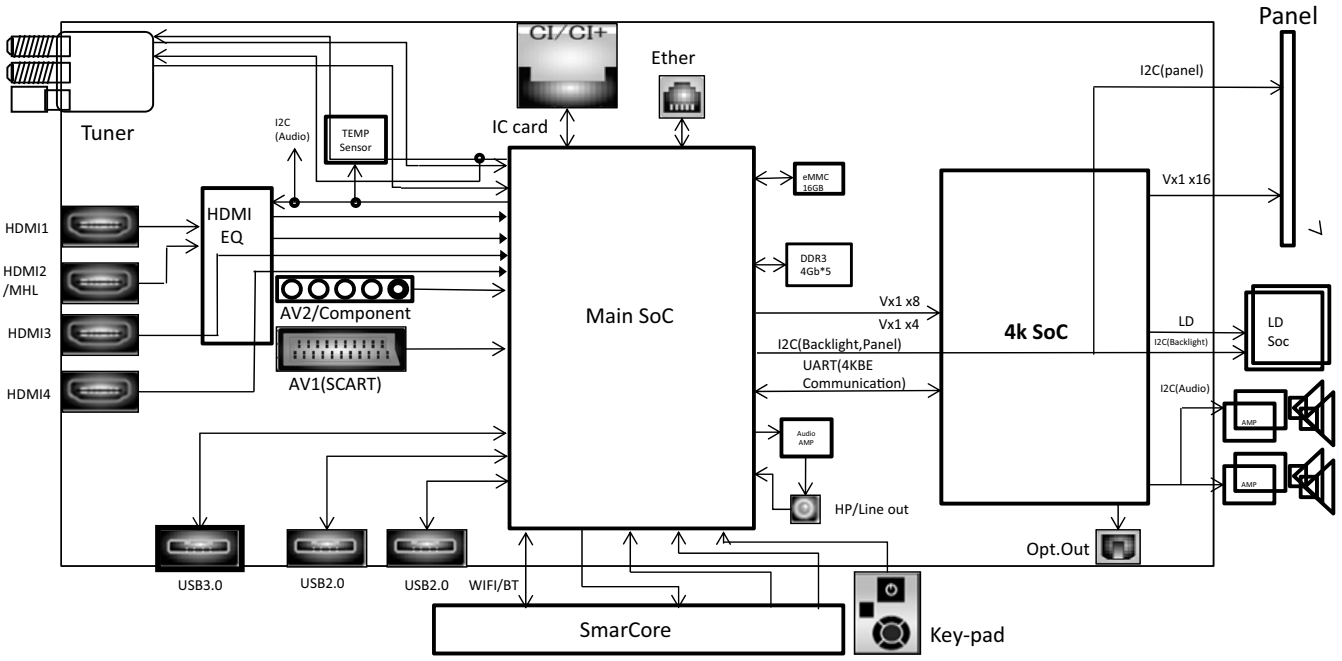 Panel
CI/CI+
Ether
I2C(panel)
Tuner
I2C
(Audio)
TEMP
Sensor
IC card
eMMC
16GB
Vx1 x16
HDMI
EQ
HDMI1
HDMI2
/MHL
DDR3
4Gb*5
AV2/Component
Main SoC
Vx1 x8
Vx1 x4
4k SoC
LD
LD
Soc
HDMI3
I2C(Backlight,Panel)
I2C(Backlight)
UART(4KBE
Communication)
AV1(SCART)
HDMI4
I2C(Audio)
AMP
Audio
AMP
AMP
HP/Line out
Opt.Out
USB3.0
USB2.0
USB2.0
WIFI/BT
SmarCore
Key-pad